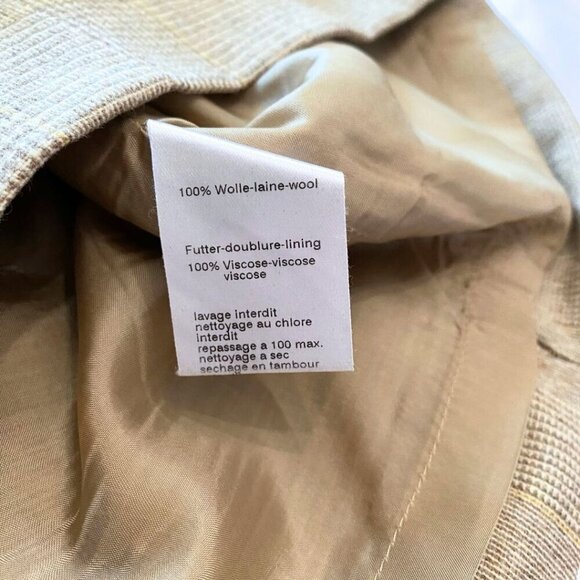 100% Wolle-laine-wool
Futter-doublure-lining
100% Viscose-viscose
viscose
lavage interdit
nettoyage au chlore
interdit
repassage a 100 max.
nettoyage a sec
sechage en tambour